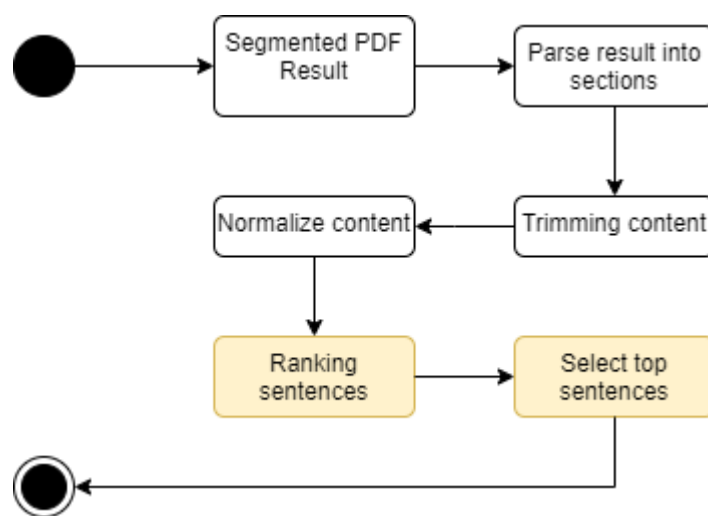 Segmented PDF
Result
Parse result into
sections
Trimming content
Normalize content
Ranking
sentences
Select top
sentences